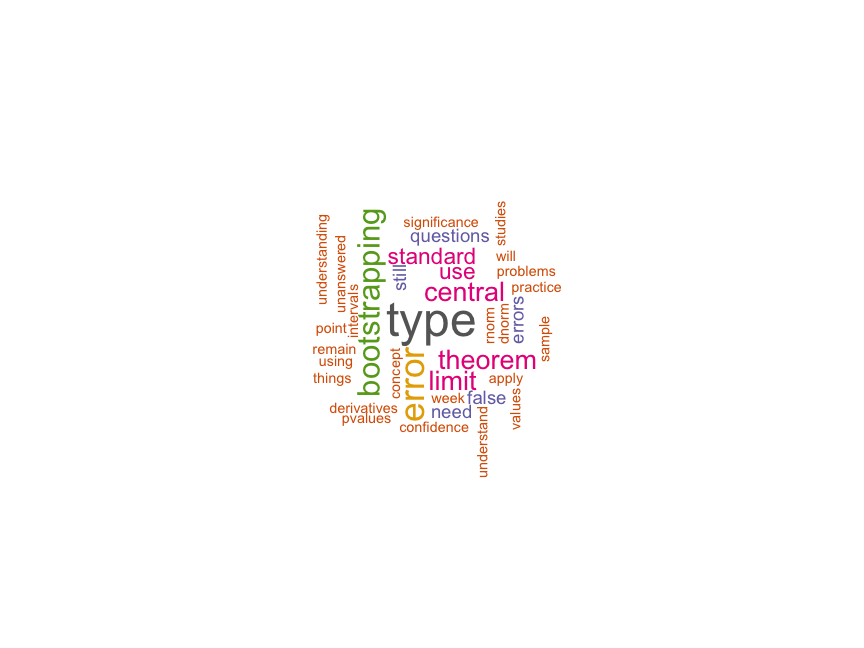 studies
understanding
bootstrapping
significance
questions
unanswered
standard
will
still
use
problems
intervals
central
practice
errors
type
rnorm
dnorm
point
sample
remain
using
error
concept
theorem
things
limit
apply
values
week
false
derivatives
need
pvalues
confidence
understand